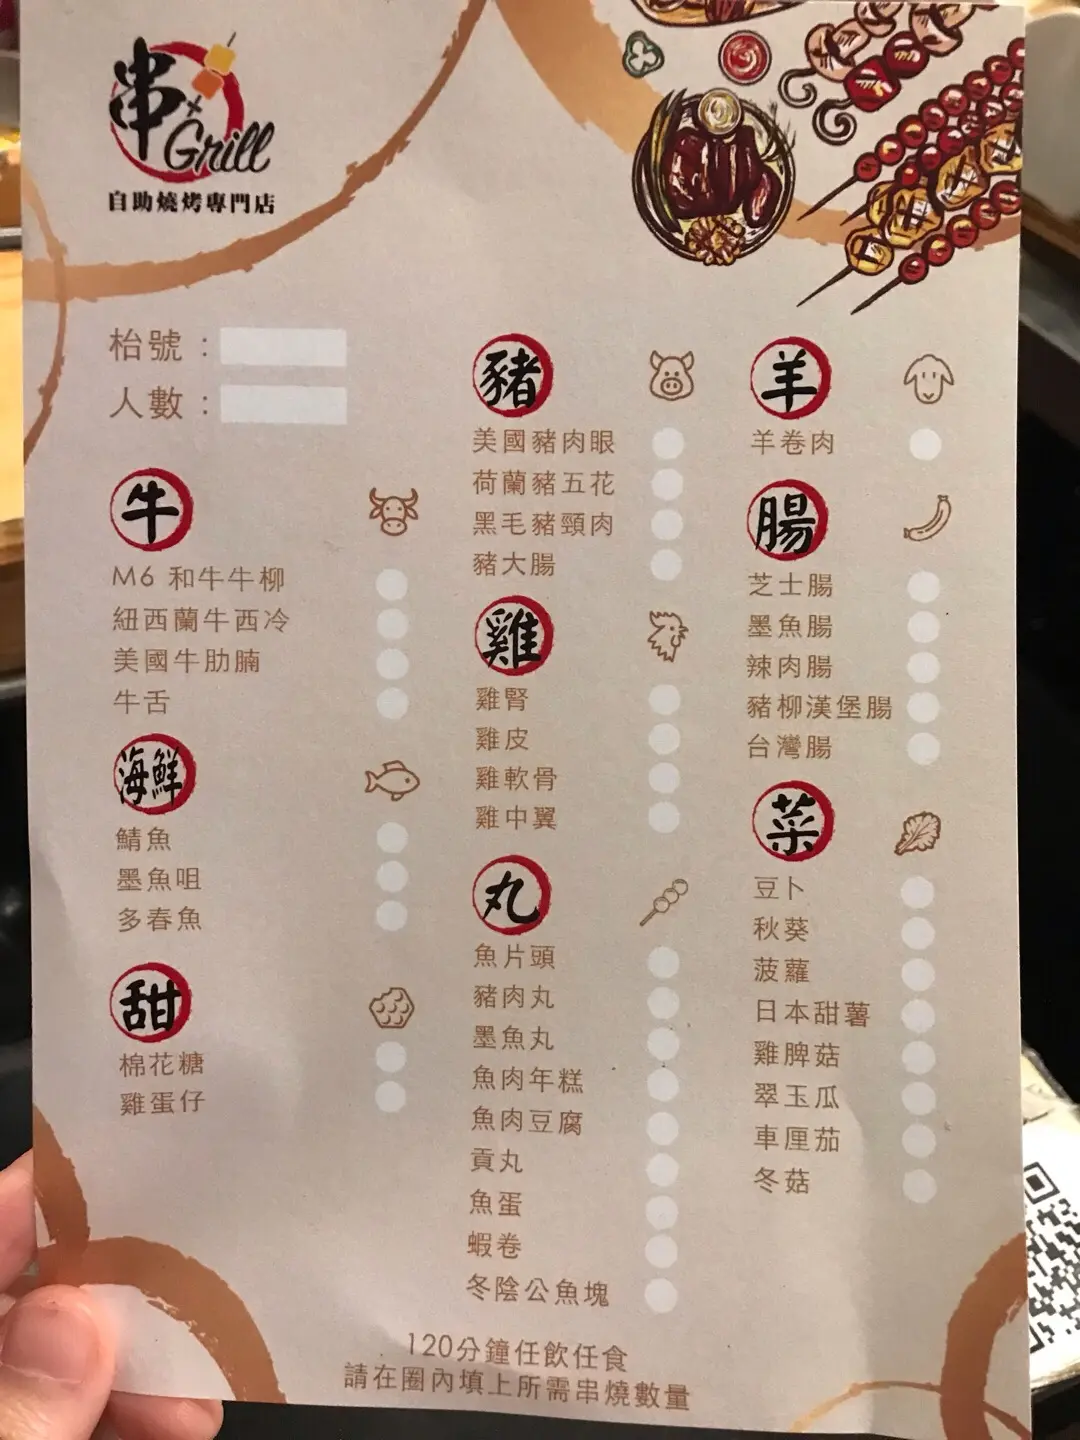 串
×
Grill
自助燒烤專門店
枱號：
人數：
牛
M6 和牛牛柳
紐西蘭牛西冷
美國牛肋腩
牛舌
海鮮
鯖魚
墨魚咀
多春魚
甜
棉花糖
雞蛋仔
豬
美國豬肉眼
荷蘭豬五花
黑毛豬頸肉
豬大腸
雞
雞腎
雞皮
雞軟骨
雞中翼
丸
魚片頭
豬肉丸
墨魚丸
魚肉年糕
魚肉豆腐
貢丸
魚蛋
蝦卷
冬陰公魚塊
羊
羊卷肉
腸
芝士腸
墨魚腸
辣肉腸
豬柳漢堡腸
台灣腸
菜
豆卜
秋葵
菠蘿
日本甜薯
雞脾菇
翠玉瓜
車厘茄
冬菇
120分鐘任飲任食
請在圈內填上所需串燒數量